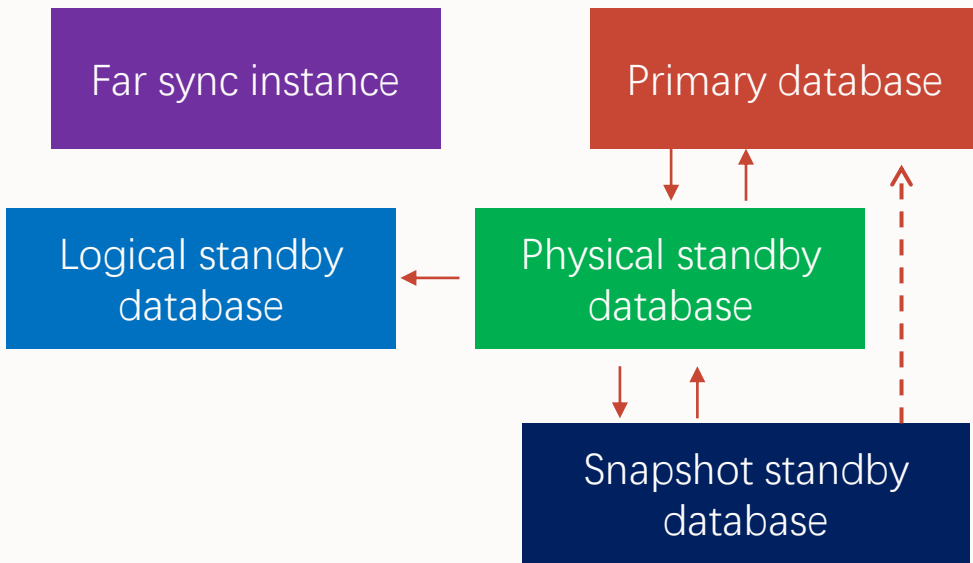 Far sync instance
Primary database
Logical standby
database
Physical standby
database
Snapshot standby
database